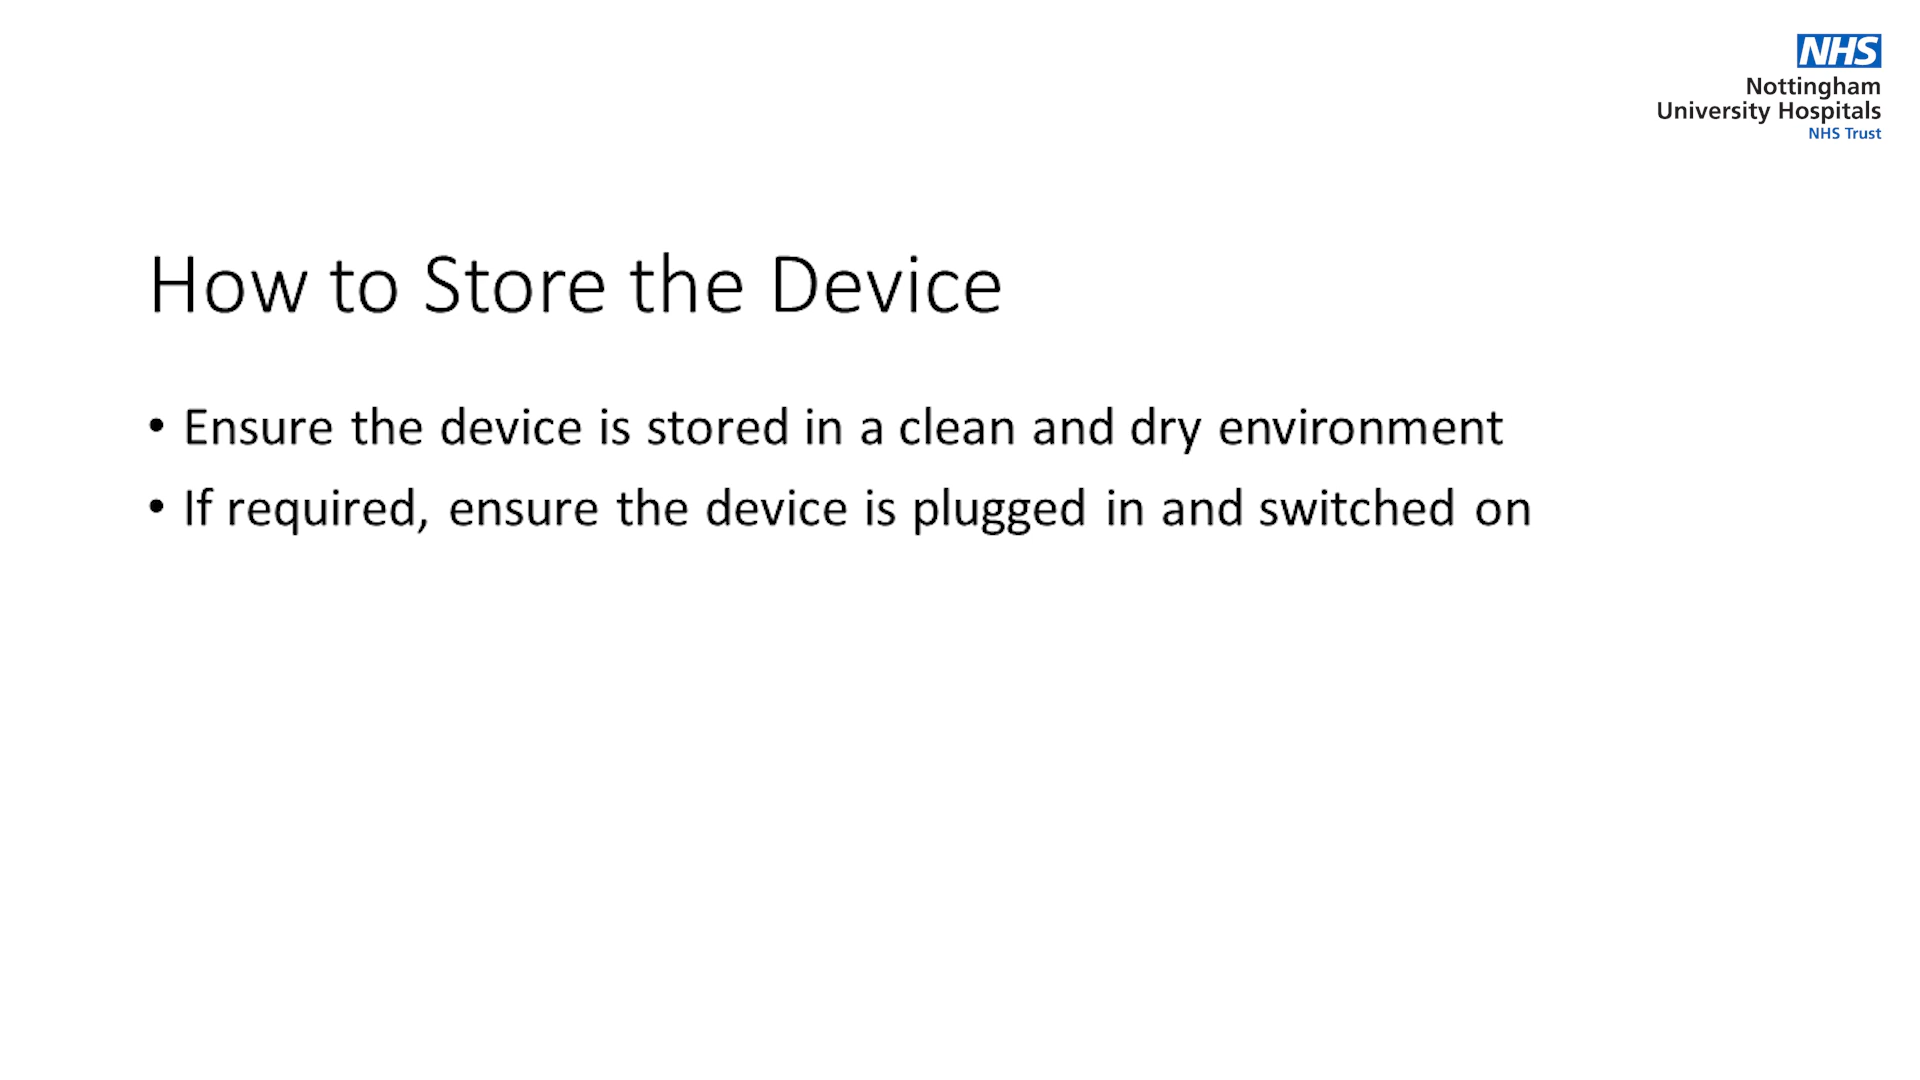 NHS
Nottingham
University Hospitals
NHS Trust
How to Store the Device
• Ensure the device is stored in a clean and dry environment
• If required, ensure the device is plugged in and switched on